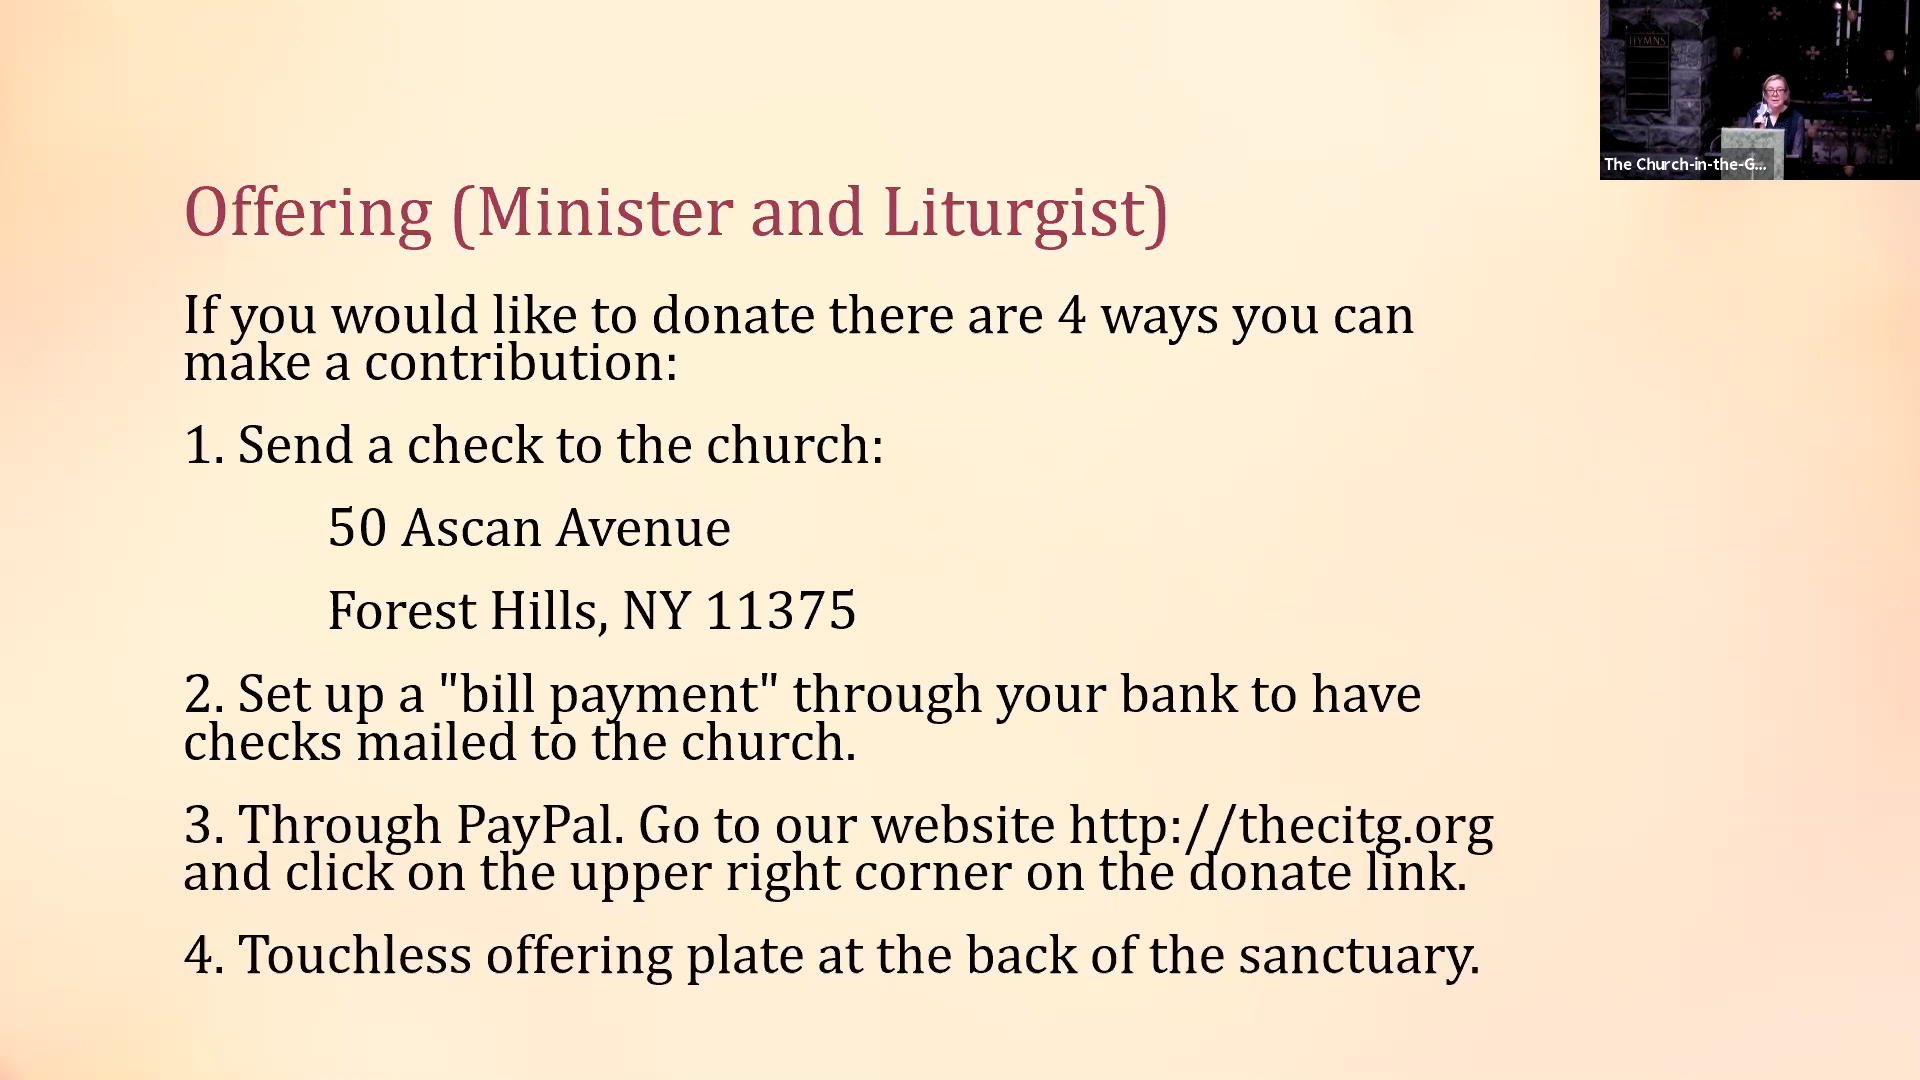 HYMNS
The Church-in-the-G...
Offering (Minister and Liturgist)
If you would like to donate there are 4 ways you can
make a contribution:
1. Send a check to the church:
50 Ascan Avenue
Forest Hills, NY 11375
2. Set up a "bill payment" through your bank to have
checks mailed to the church.
3. Through PayPal. Go to our website http://thecitg.org
and click on the upper right corner on the donate link.
4. Touchless offering plate at the back of the sanctuary.